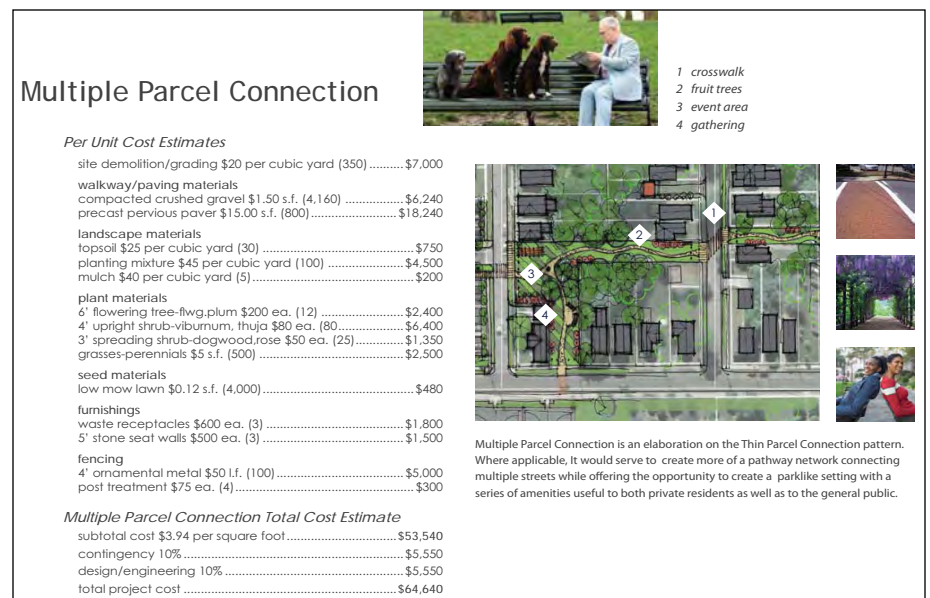 Multiple Parcel Connection
1 crosswalk
2 fruit trees
3 event area
4 gathering
Per Unit Cost Estimates
site demolition/grading $20 per cubic yard (350) .......... $7,000
walkway/paving materials
compacted crushed gravel $1.50 s.f. (4,160) ................. $6,240
precast pervious paver $15.00 s.f. (800) ........................ $18,240
landscape materials
topsoil $25 per cubic yard (30) ........................................ $750
planting mixture $45 per cubic yard (100) .................. $4,500
mulch $40 per cubic yard (5) ........................................... $200
plant materials
6' flowering tree-flwg.plum $200 ea. (12) .................... $2,400
4' upright shrub-viburnum, thuja $80 ea. (80................ $6,400
3' spreading shrub-dogwood,rose $50 ea. (25) ............ $1,350
grasses-perennials $5 s.f. (500) ....................................... $2,500
seed materials
low mow lawn $0.12 s.f. (4,000) ........................................ $480
furnishings
waste receptacles $600 ea. (3) ...................................... $1,800
5' stone seat walls $500 ea. (3) ....................................... $1,500
fencing
4' ornamental metal $50 l.f. (100) ................................... $5,000
post treatment $75 ea. (4) .............................................. $300
1
2
3
4
Multiple Parcel Connection is an elaboration on the Thin Parcel Connection pattern.
Where applicable, It would serve to create more of a pathway network connecting
multiple streets while offering the opportunity to create a parklike setting with a
series of amenities useful to both private residents as well as to the general public.
Multiple Parcel Connection Total Cost Estimate
subtotal cost $3.94 per square foot ............................. $53,540
contingency 10% .......................................................... $5,550
design/engineering 10% ............................................... $5,550
total project cost ......................................................... $64,640